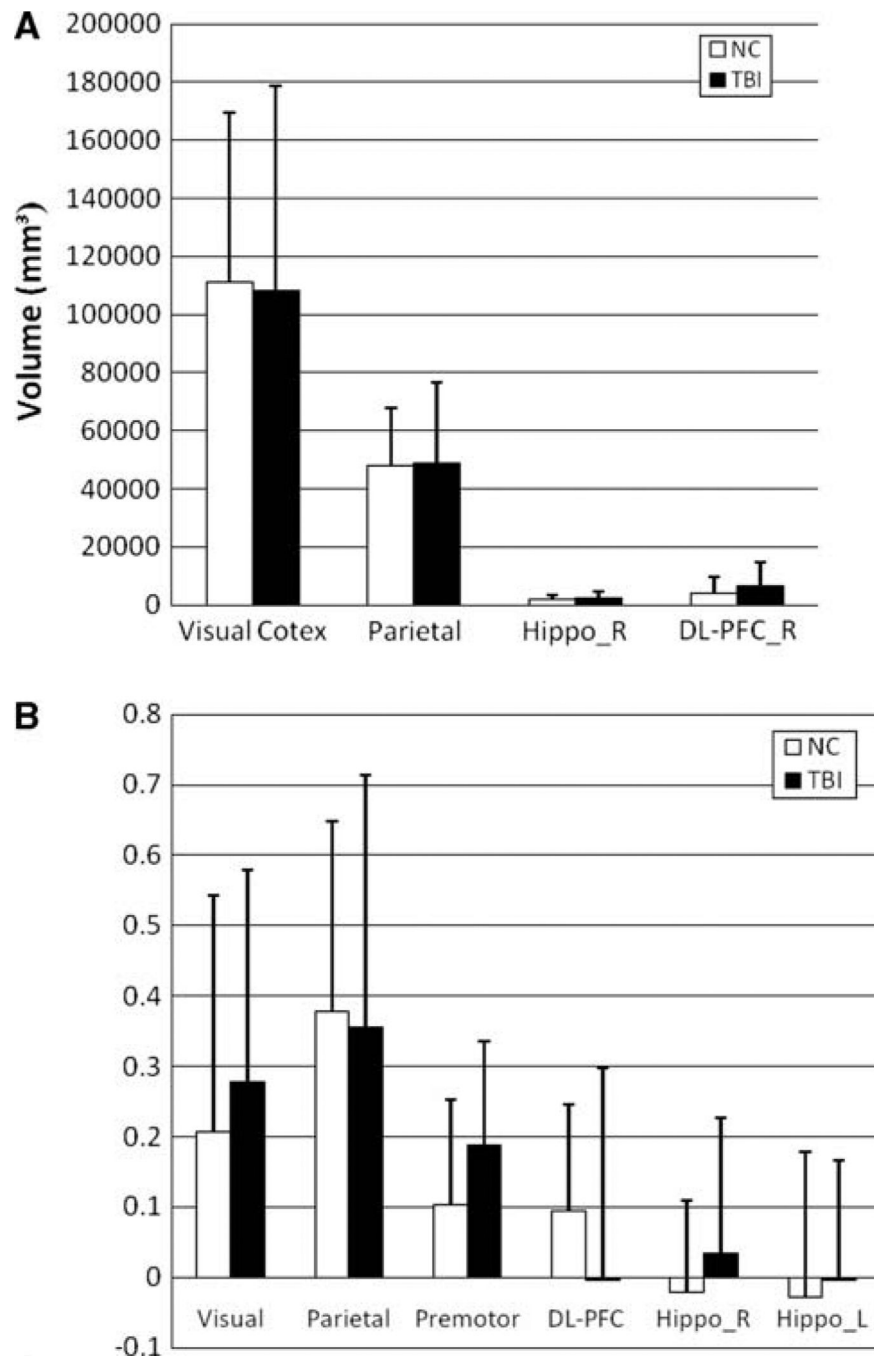 A
200000
180000
160000
140000
120000
100000
80000
60000
40000
20000
0
Volume (mm³)
NC
TBI
Visual Cotex
Parietal
Hippo_R
DL-PFC_R
B
0.8
0.7
0.6
0.5
0.4
0.3
0.2
0.1
0
-0.1
NC
TBI
Visual
Parietal
Premotor
DL-PFC
Hippo_R
Hippo_L